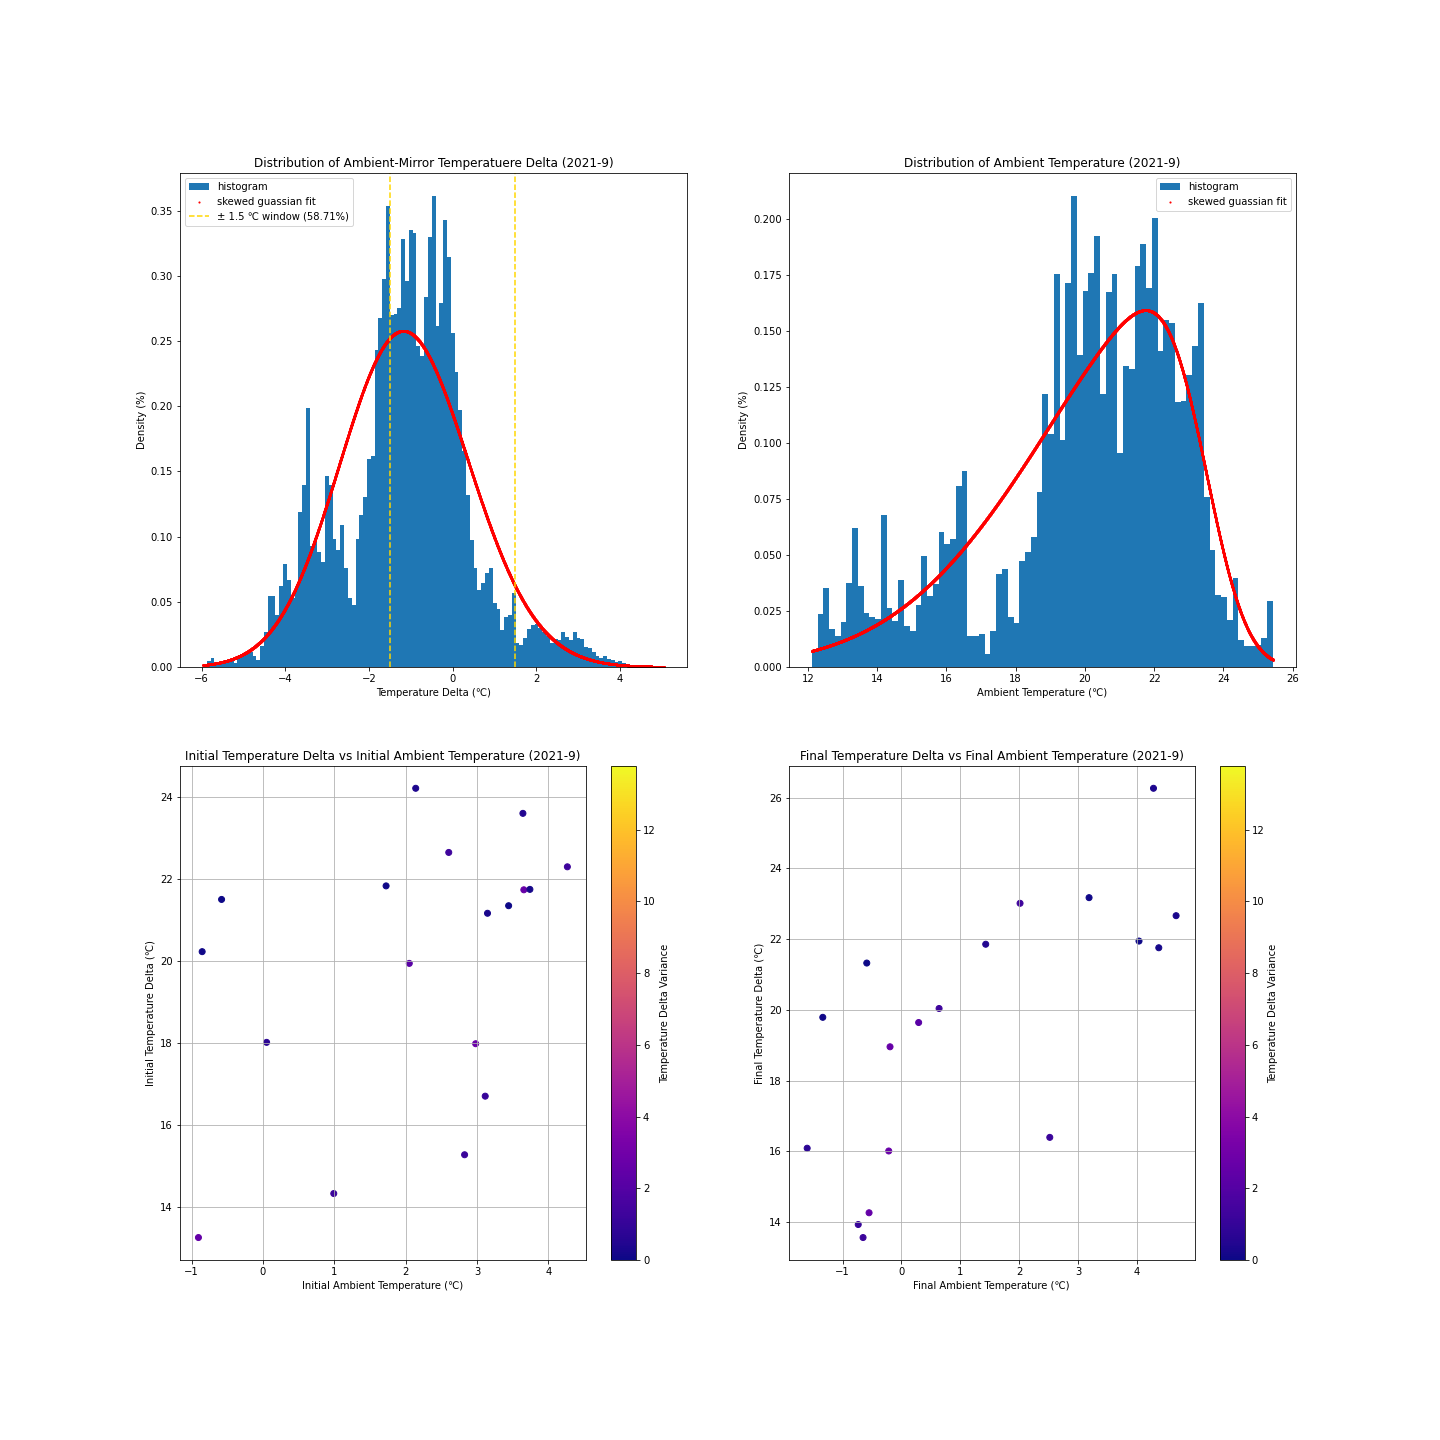 Distribution of Ambient-Mirror Temperatuere Delta (2021-9)
histogram
skewed guassian fit
± 1.5 °C window (58.71%)
Density (%)
0.35
0.30
0.25
0.20
0.15
0.10
0.05
0.00
−6 −4 −2 0 2 4
Temperature Delta (°C)
Distribution of Ambient Temperature (2021-9)
histogram
skewed guassian fit
Density (%)
0.200
0.175
0.150
0.125
0.100
0.075
0.050
0.025
0.000
12 14 16 18 20 22 24 26
Ambient Temperature (°C)
Initial Temperature Delta vs Initial Ambient Temperature (2021-9)
Initial Temperature Delta (°C)
24
22
20
18
16
14
−1 0 1 2 3 4
Initial Ambient Temperature (°C)
12
10
8
6
4
2
0
Temperature Delta Variance
Final Temperature Delta vs Final Ambient Temperature (2021-9)
Final Temperature Delta (°C)
26
24
22
20
18
16
14
−1 0 1 2 3 4
Final Ambient Temperature (°C)
12
10
8
6
4
2
0
Temperature Delta Variance